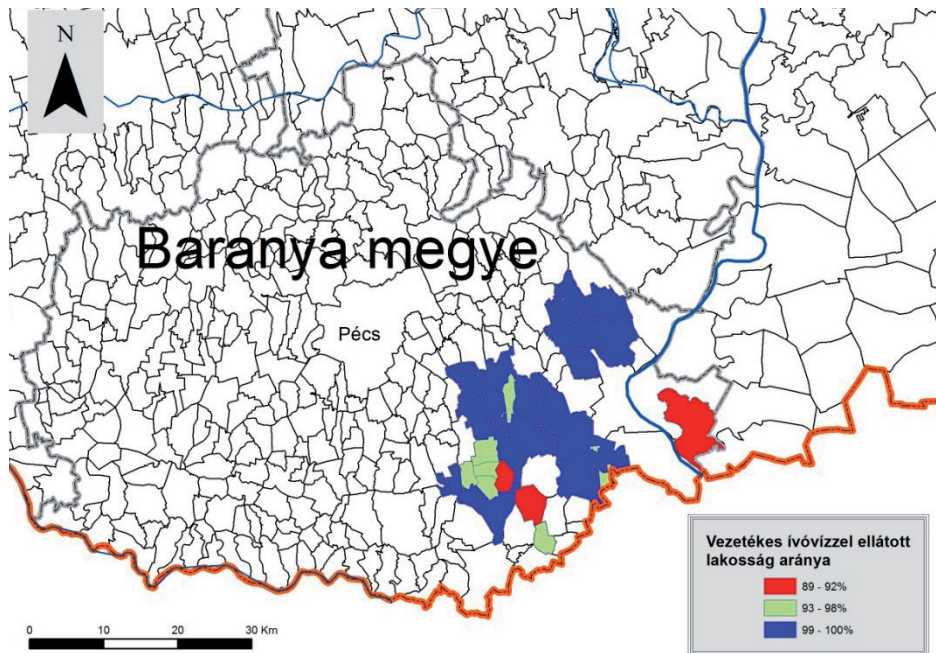 N
Baranya megye
Pécs
Vezetékes ívóvízzel ellátott
lakosság aránya
89 - 92%
93 - 98%
99 - 100%
0 10 20 30 Km